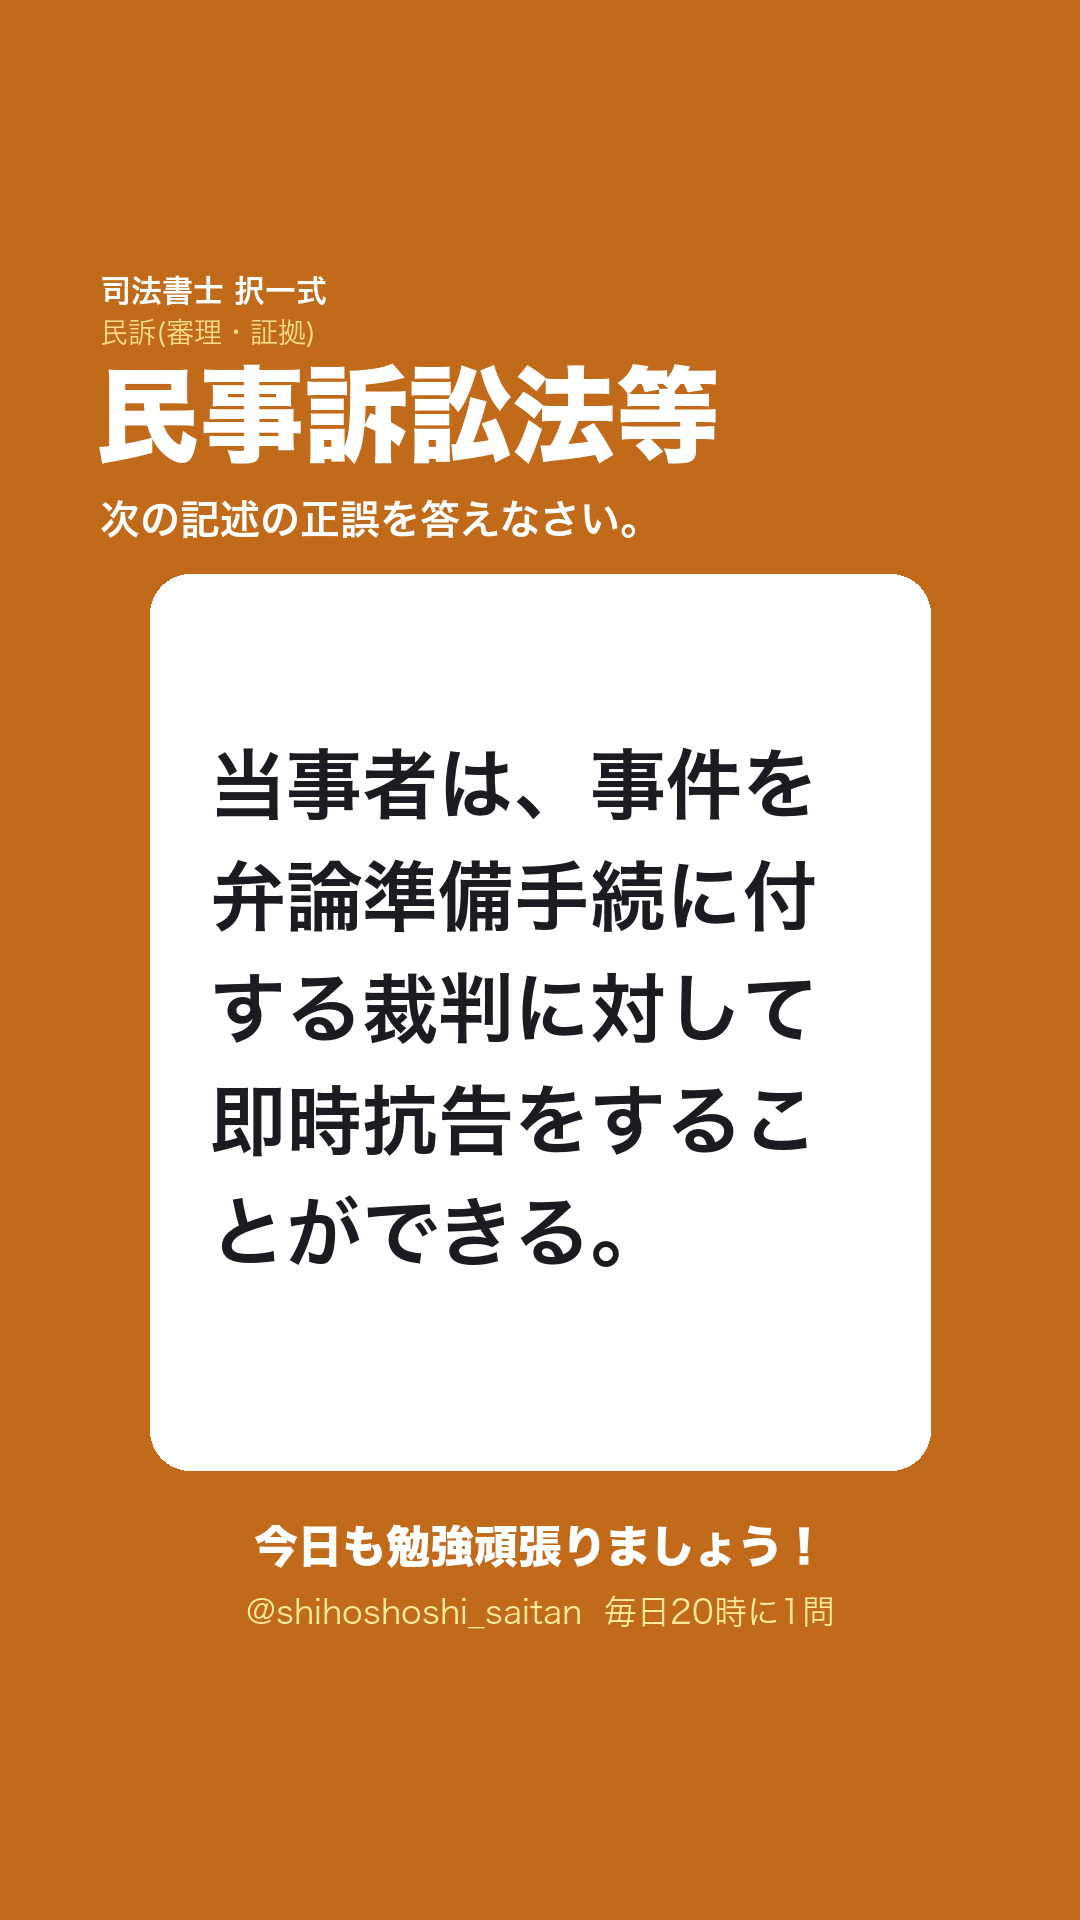 司法書士 択一式
民訴(審理・証拠)
民事訴訟法等
次の記述の正誤を答えなさい。
当事者は、事件を
弁論準備手続に付
する裁判に対して
即時抗告をするこ
とができる。
今日も勉強頑張りましょう！
@shihoshoshi_saitan 毎日20時に1問